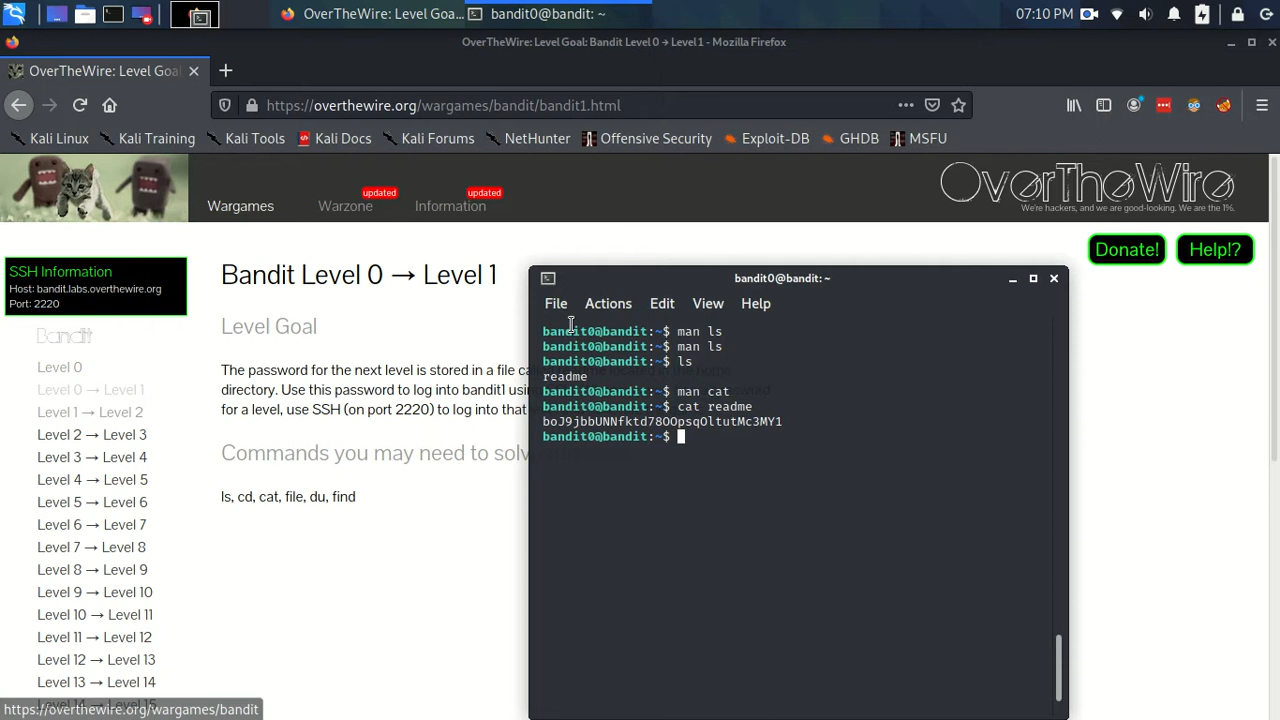 OverTheWire: Level Goa...
bandit0@bandit: ~
07:10 PM
OverTheWire: Level Goal: Bandit Level 0 → Level 1 - Mozilla Firefox
OverTheWire: Level Goal
https://overthewire.org/wargames/bandit/bandit1.html
Kali Linux
Kali Training
Kali Tools
Kali Docs
Kali Forums
NetHunter
Offensive Security
Exploit-DB
GHDB
MSFU
Wargames
updated
Warzone
updated
Information
OverTheWire
We're hackers, and we are good-looking. We are the 1%.
Donate!
Help!?
SSH Information
Host: bandit.labs.overthewire.org
Port: 2220
Bandit
Level 0
Level 0 → Level 1
Level 1 → Level 2
Level 2 → Level 3
Level 3 → Level 4
Level 4 → Level 5
Level 5 → Level 6
Level 6 → Level 7
Level 7 → Level 8
Level 8 → Level 9
Level 9 → Level 10
Level 10 → Level 11
Level 11 → Level 12
Level 12 → Level 13
Level 13 → Level 14
Level 14 → Level 15
https://overthewire.org/wargames/bandit
Bandit Level 0 → Level 1
Level Goal
The password for the next level is stored in a file
directory. Use this password to log into bandit1
for a level, use SSH (on port 2220) to log into that
Commands you may need to
ls, cd, cat, file, du, find
bandit0@bandit: ~
File Actions Edit View Help
bandit0@bandit:~$ man ls
bandit0@bandit:~$ man ls
bandit0@bandit:~$ ls
readme
bandit0@bandit:~$ man cat
bandit0@bandit:~$ cat readme
boJ9jbbUNNfktd78OOpsqOltutMc3MY1
bandit0@bandit:~$